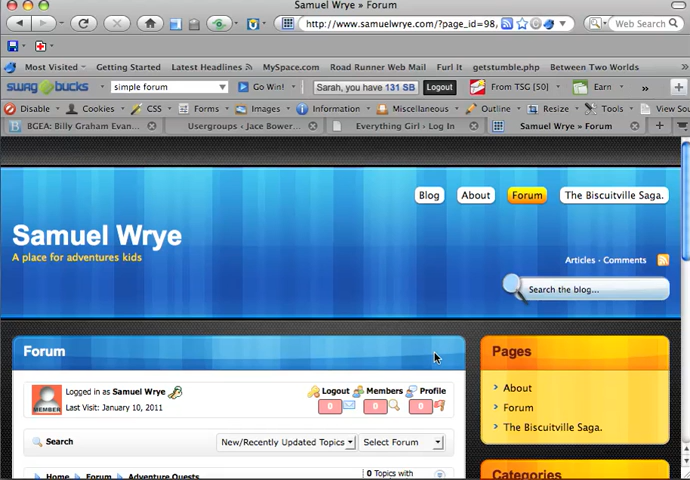 Samuel Wrye » Forum
http://www.samuelwrye.com/?page_id=98,
Web Search
Most Visited Getting Started Latest Headlines MySpace.com Road Runner Web Mail Furl It getstumble.php Between Two Worlds
swagbucks simple forum Go Win! Sarah, you have 131 SB Logout From TSG (50) Earn
Disable Cookies CSS Forms Images Information Miscellaneous Outline Resize Tools View Sou
BGEA: Billy Graham Evan... Usergroups ‹ Jace Bower... Everything Girl › Log In Samuel Wrye » Forum
Blog About Forum The Biscuitville Saga.
Samuel Wrye
A place for adventures kids
Articles - Comments
Search the blog...
Forum
Pages
Logged in as Samuel Wrye
Last Visit: January 10, 2011
MEMBER
Logout Members Profile
0 0 0
About
Forum
The Biscuitville Saga.
Search New/Recently Updated Topics Select Forum
Home Forum Adventure Quests
0 Topics with
Categories